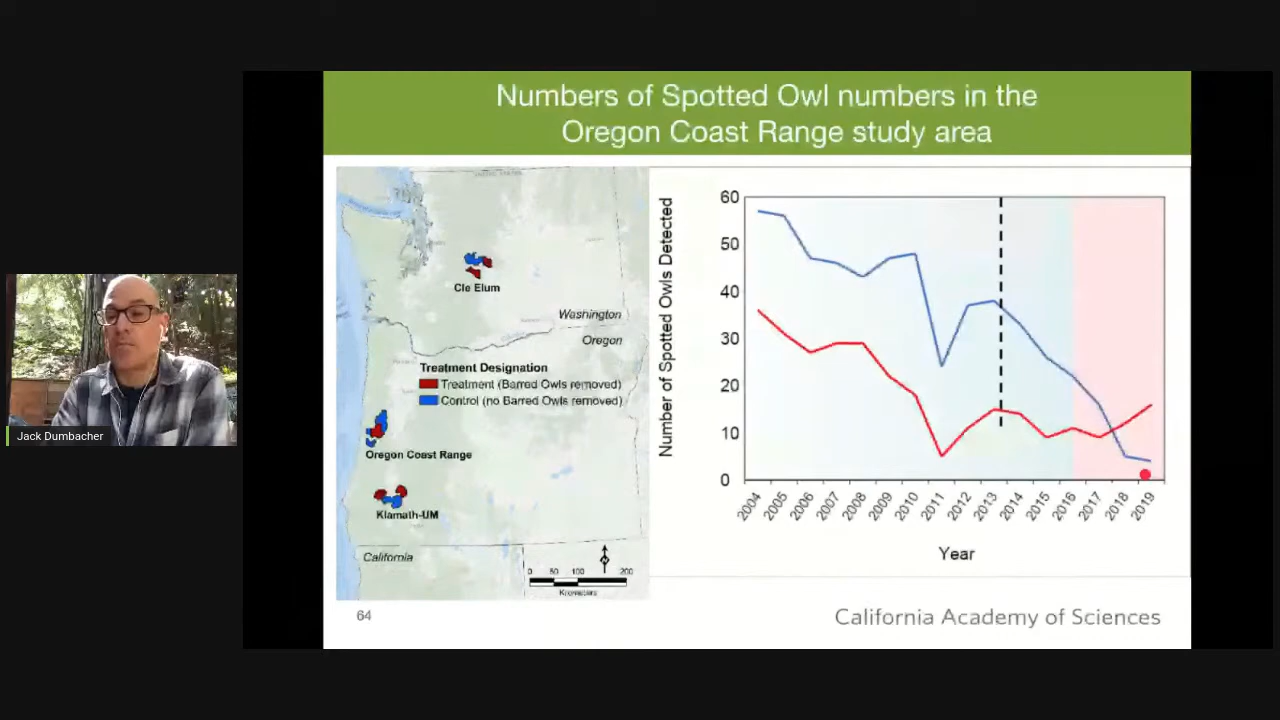 Numbers of Spotted Owl numbers in the
Oregon Coast Range study area
Cle Elum
Washington
Oregon
Treatment Designation
Treatment (Barred Owls removed)
Control (no Barred Owls removed)
Oregon Coast Range
Klamath-UM
California
0 50 100 200
Kilometers
Number of Spotted Owls Detected
60
50
40
30
20
10
0
2004 2005 2006 2007 2008 2009 2010 2011 2012 2013 2014 2015 2016 2017 2018 2019
Year
64
California Academy of Sciences
Jack Dumbacher